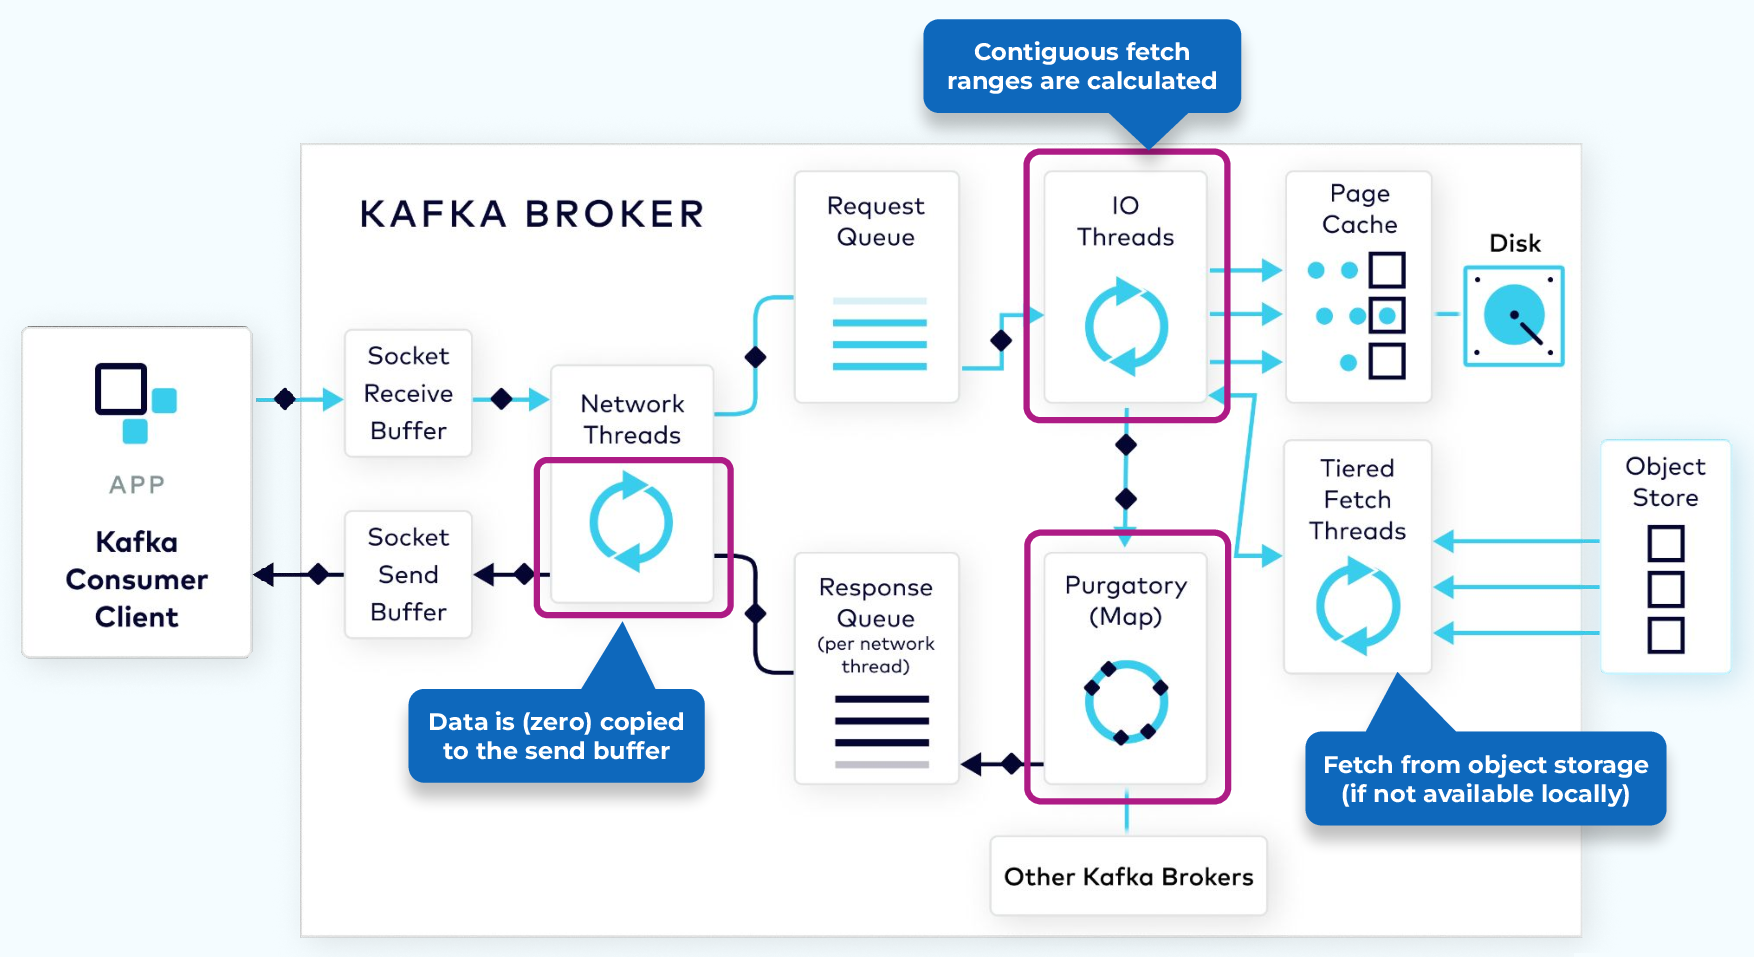 Contiguous fetch
ranges are calculated
KAFKA BROKER
Request
Queue
IO
Threads
Page
Cache
Disk
Socket
Receive
Buffer
Network
Threads
APP
Kafka
Consumer
Client
Socket
Send
Buffer
Response
Queue
(per network
thread)
Purgatory
(Map)
Tiered
Fetch
Threads
Object
Store
Data is (zero) copied
to the send buffer
Fetch from object storage
(if not available locally)
Other Kafka Brokers